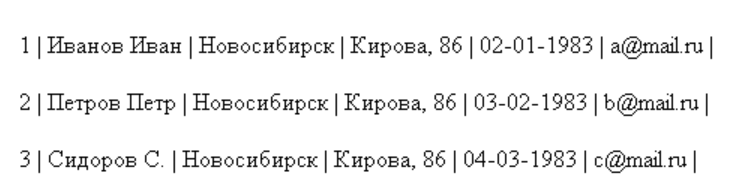 1 | Иванов Иван | Новосибирск | Кирова, 86 | 02-01-1983 | a@mail.ru |
2 | Петров Петр | Новосибирск | Кирова, 86 | 03-02-1983 | b@mail.ru |
3 | Сидоров С. | Новосибирск | Кирова, 86 | 04-03-1983 | c@mail.ru |